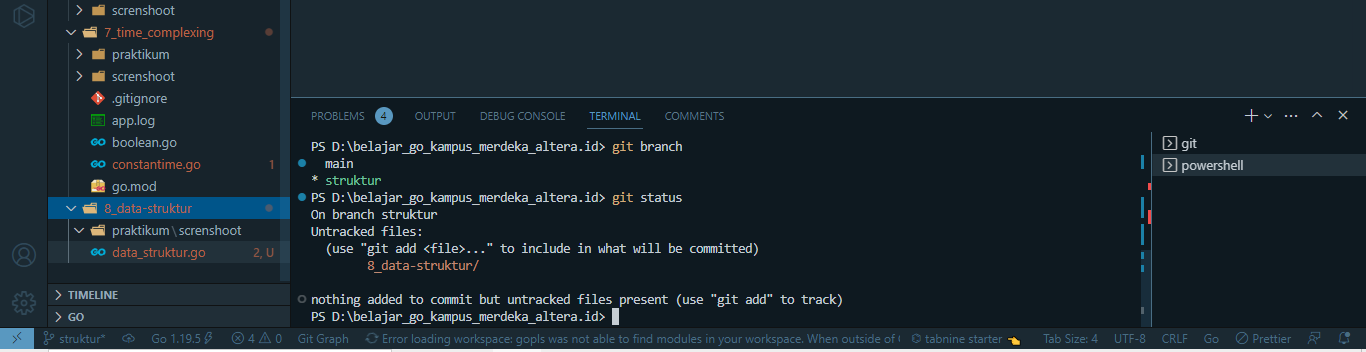 screnshoot
7_time_complexing
praktikum
screnshoot
.gitignore
app.log
boolean.go
constantime.go 1
go.mod
8_data-struktur
praktikum \ screnshoot
data_struktur.go 2, U
TIMELINE
GO
PROBLEMS 4 OUTPUT DEBUG CONSOLE TERMINAL COMMENTS
PS D:\belajar_go_kampus_merdeka_altera.id> git branch
main
* struktur
PS D:\belajar_go_kampus_merdeka_altera.id> git status
On branch struktur
Untracked files:
(use "git add <file>..." to include in what will be committed)
8_data-struktur/
nothing added to commit but untracked files present (use "git add" to track)
PS D:\belajar_go_kampus_merdeka_altera.id>
git
powershell
struktur* Go 1.19.5 4 0 Git Graph Error loading workspace: gopls was not able to find modules in your workspace. When outside of tabnine starter Tab Size: 4 UTF-8 CRLF Go Prettier